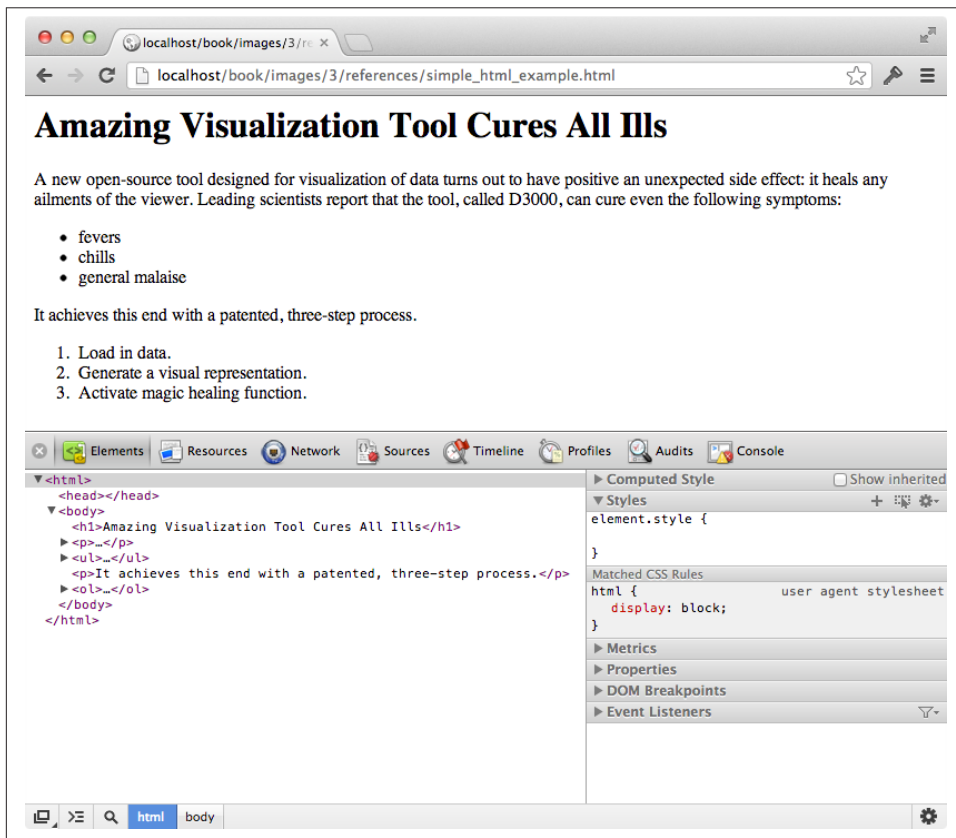 localhost/book/images/3/re
localhost/book/images/3/references/simple_html_example.html
Amazing Visualization Tool Cures All Ills
A new open-source tool designed for visualization of data turns out to have positive an unexpected side effect: it heals any
ailments of the viewer. Leading scientists report that the tool, called D3000, can cure even the following symptoms:
• fevers
• chills
• general malaise
It achieves this end with a patented, three-step process.
1. Load in data.
2. Generate a visual representation.
3. Activate magic healing function.
Elements Resources Network Sources Timeline Profiles Audits Console
▼<html>
<head></head>
▼<body>
<h1>Amazing Visualization Tool Cures All Ills</h1>
▶<p>…</p>
▶<ul>…</ul>
<p>It achieves this end with a patented, three-step process.</p>
▶<ol>…</ol>
</body>
</html>
▶ Computed Style Show inherited
▼ Styles
element.style {
}
Matched CSS Rules
html { user agent stylesheet
display: block;
}
▶ Metrics
▶ Properties
▶ DOM Breakpoints
▶ Event Listeners
html body